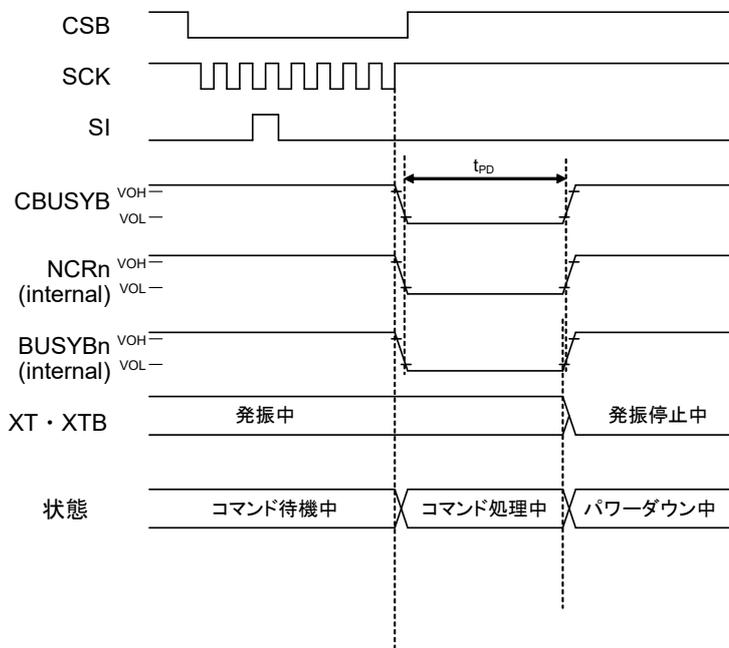 CSB
SCK
SI
t_PD
CBUSYB VOH
VOL
NCRn VOH
(internal) VOL
BUSYBn VOH
(internal) VOL
XT・XTB 発振中 発振停止中
状態 コマンド待機中 コマンド処理中 パワーダウン中